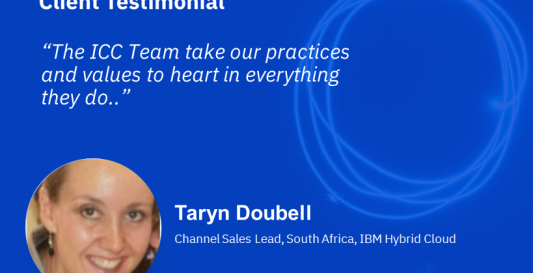 Client Testimonial
“The ICC Team take our practices
and values to heart in everything
they do..”
Taryn Doubell
Channel Sales Lead, South Africa, IBM Hybrid Cloud